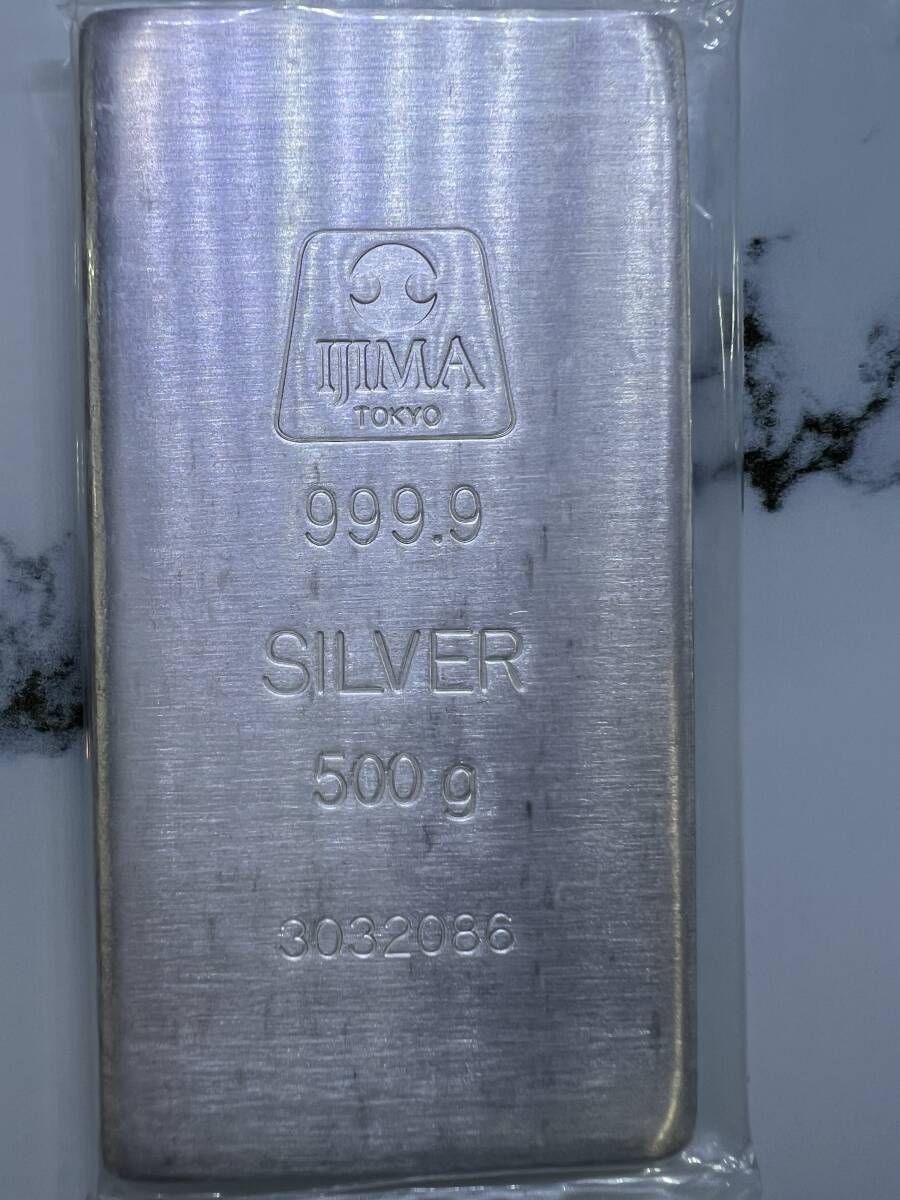 IJIMA
TOKYO
999.9
SILVER
500 g
3032086